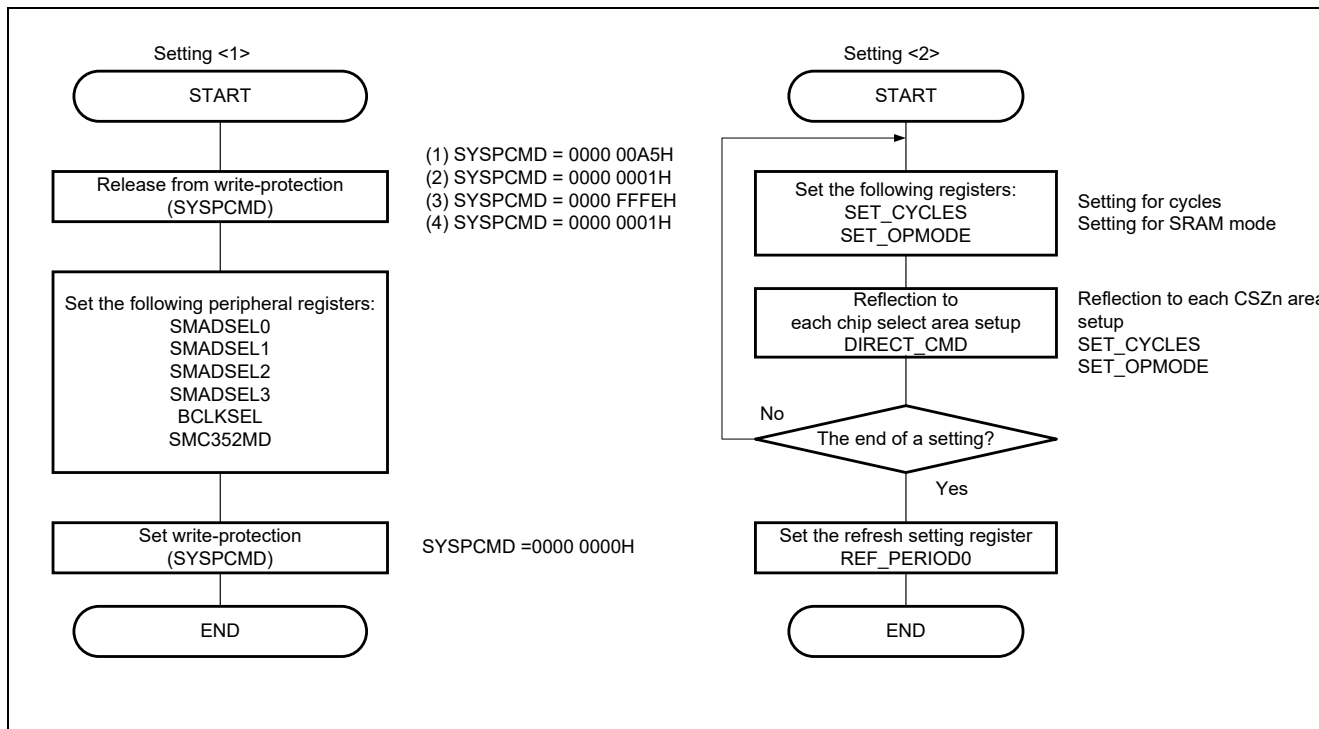 Setting <1>
START
(1) SYSPCMD = 0000 00A5H
(2) SYSPCMD = 0000 0001H
(3) SYSPCMD = 0000 FFFEH
(4) SYSPCMD = 0000 0001H
Release from write-protection
(SYSPCMD)
Set the following peripheral registers:
SMADSEL0
SMADSEL1
SMADSEL2
SMADSEL3
BCLKSEL
SMC352MD
Set write-protection
(SYSPCMD)
SYSPCMD =0000 0000H
END
Setting <2>
START
Set the following registers:
SET_CYCLES
SET_OPMODE
Setting for cycles
Setting for SRAM mode
Reflection to
each chip select area setup
DIRECT_CMD
Reflection to each CSZn area
setup
SET_CYCLES
SET_OPMODE
No
The end of a setting?
Yes
Set the refresh setting register
REF_PERIOD0
END